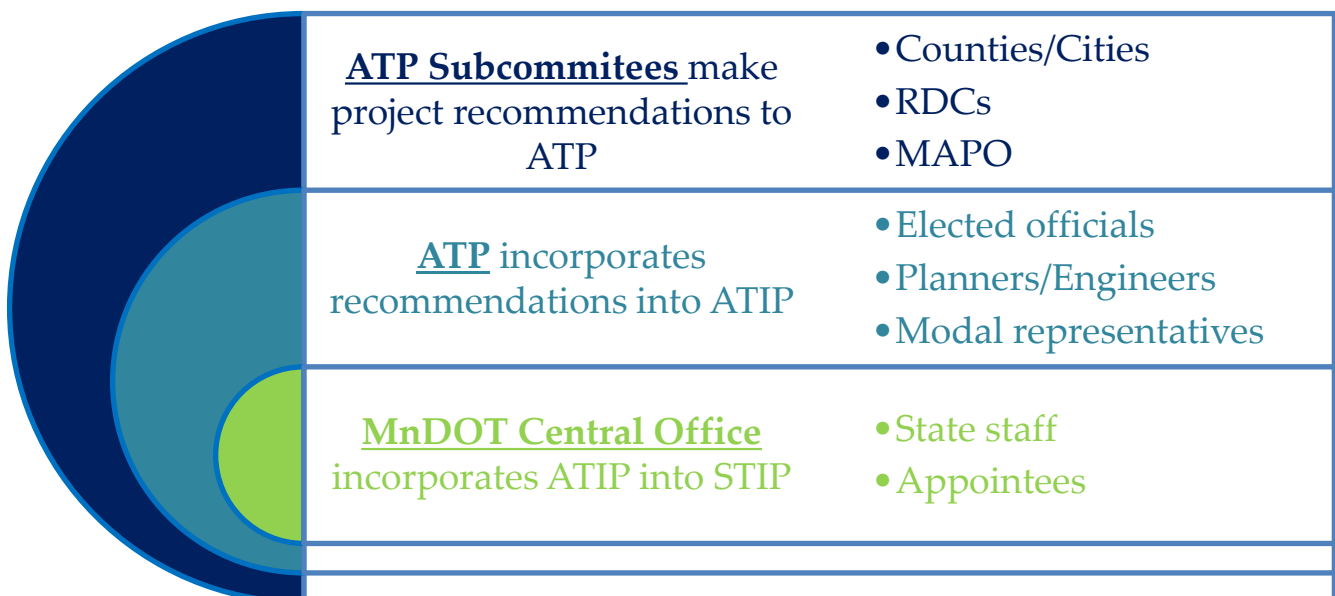 ATP Subcommitees make
project recommendations to
ATP
•Counties/Cities
•RDCs
•MAPO
ATP incorporates
recommendations into ATIP
•Elected officials
•Planners/Engineers
•Modal representatives
MnDOT Central Office
incorporates ATIP into STIP
•State staff
•Appointees